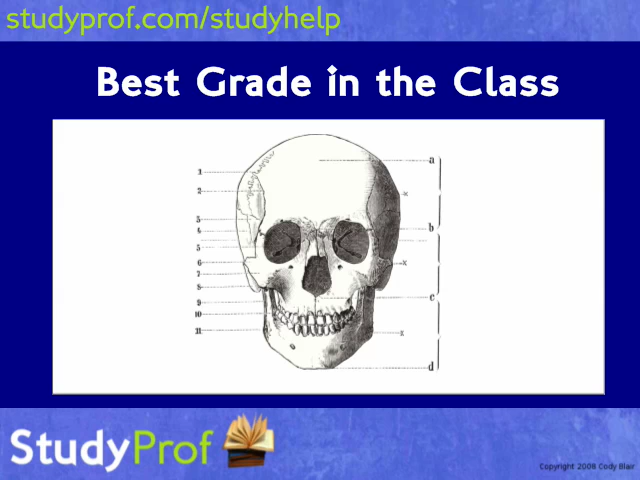 studyprof.com/studyhelp
Best Grade in the Class
1
a
2
3
4
b
5
6
x
7
8
9
c
10
11
x
d
StudyProf
Copyright 2008 Cody Blair